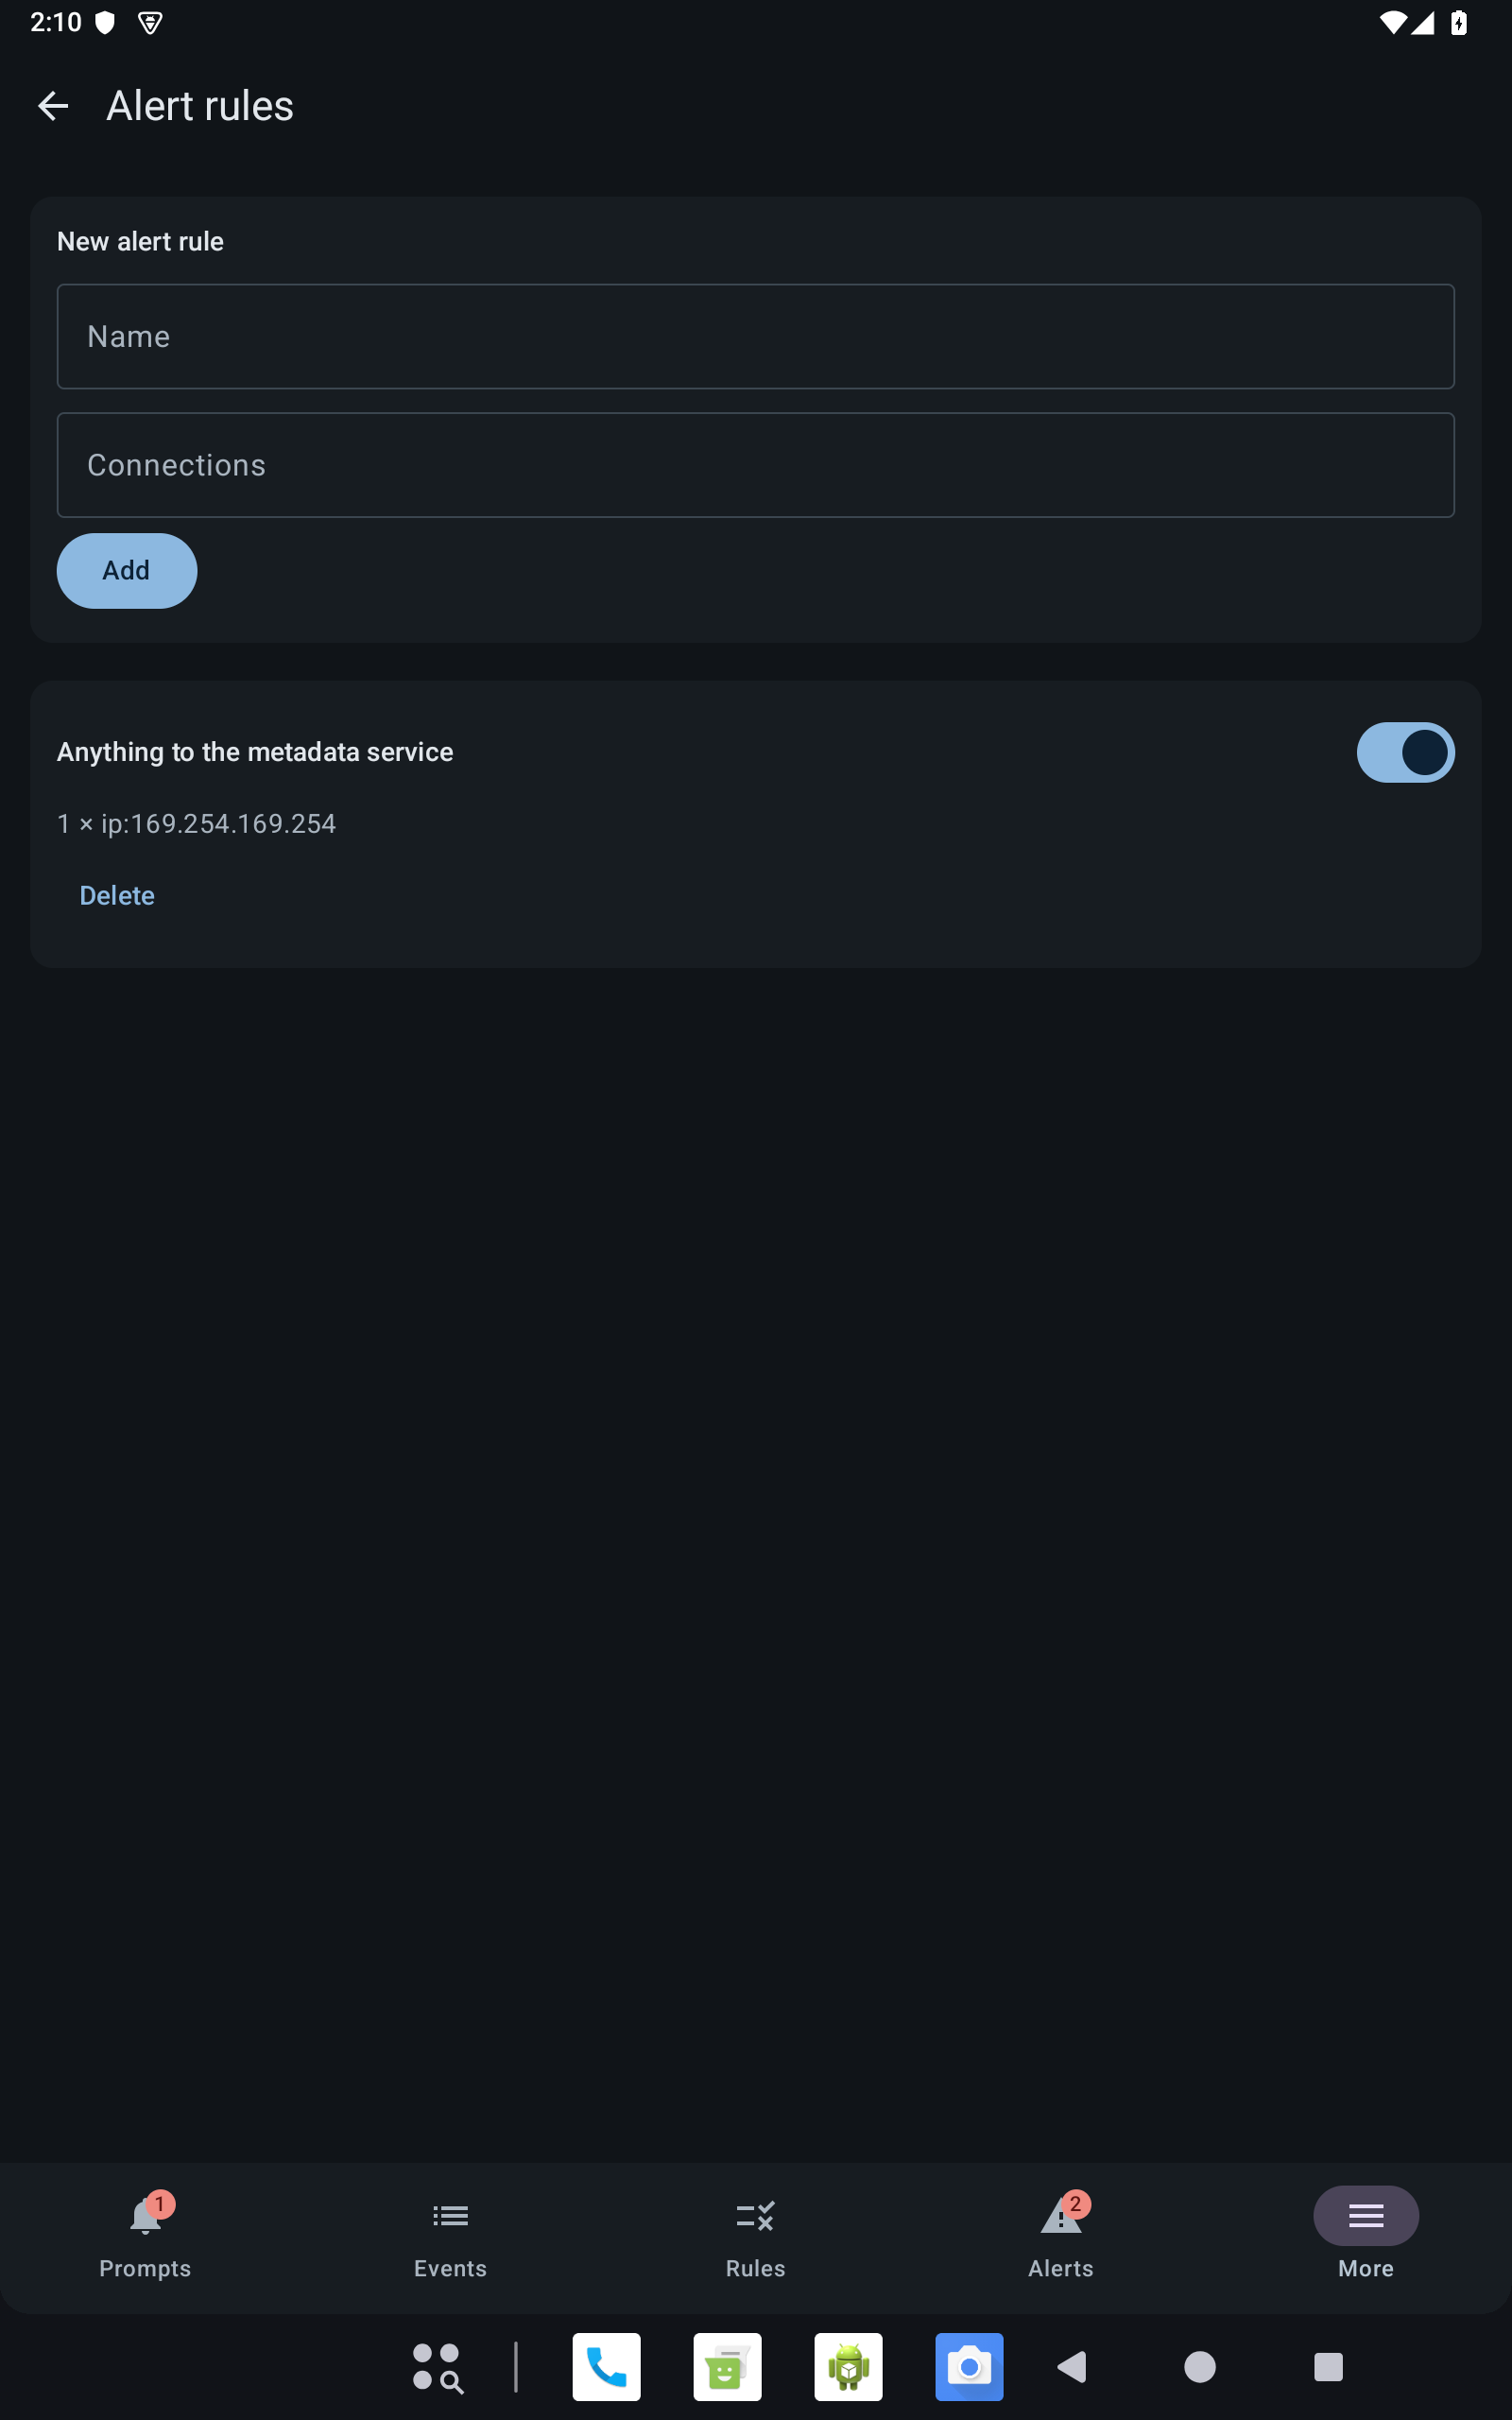 2:10
Alert rules
New alert rule
Name
Connections
Add
Anything to the metadata service
1 × ip:169.254.169.254
Delete
1
2
Prompts
Events
Rules
Alerts
More